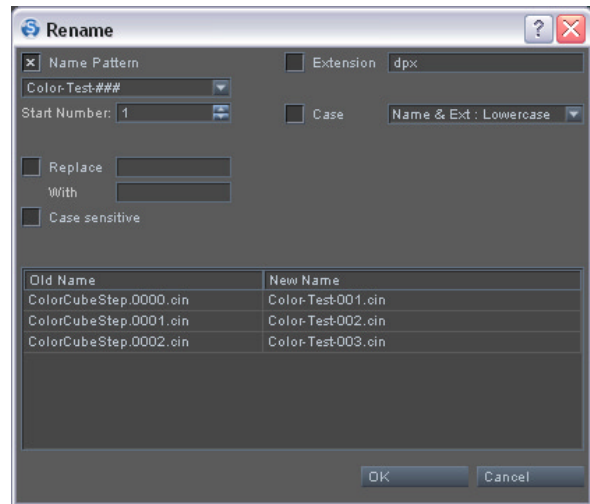 Rename
Name Pattern
Extension dpx
Color-Test-###
Start Number: 1
Case Name & Ext : Lowercase
Replace
With
Case sensitive
Old Name New Name
ColorCubeStep.0000.cin Color-Test-001.cin
ColorCubeStep.0001.cin Color-Test-002.cin
ColorCubeStep.0002.cin Color-Test-003.cin
OK Cancel